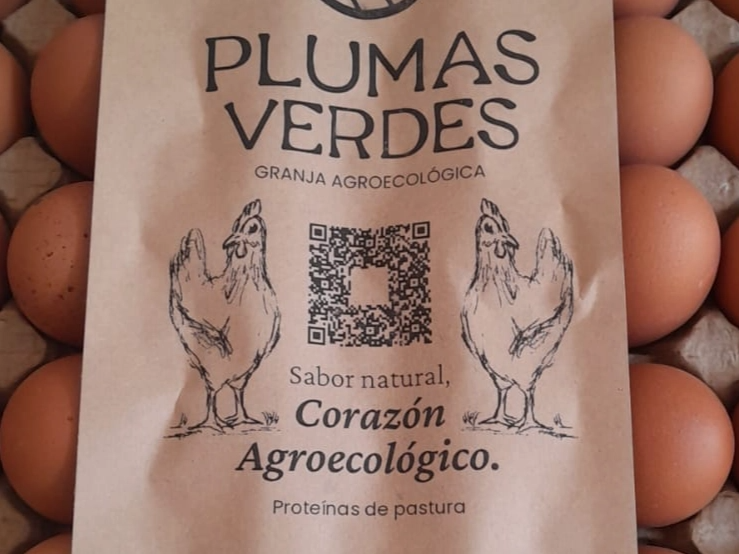 PLUMAS
VERDES
GRANJA AGROECOLÓGICA
Sabor natural,
Corazón
Agroecológico.
Proteínas de pastura